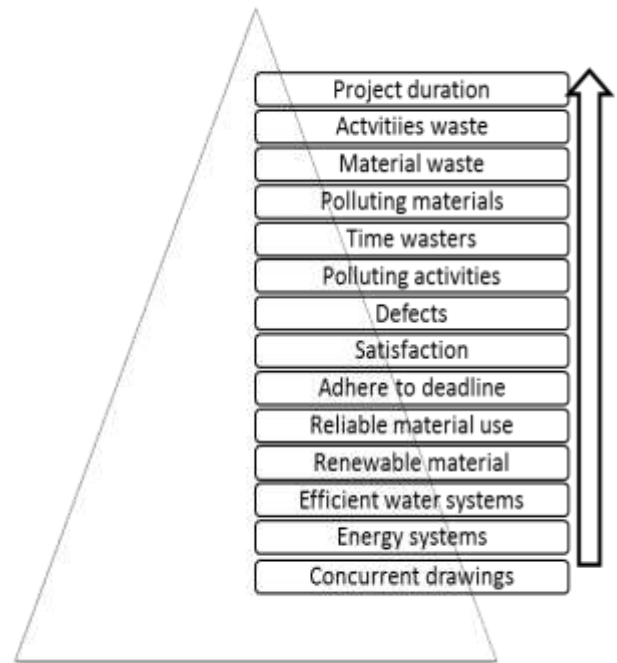 Project duration
Actvitiies waste
Material waste
Polluting materials
Time wasters
Polluting activities
Defects
Satisfaction
Adhere to deadline
Reliable material use
Renewable material
Efficient water systems
Energy systems
Concurrent drawings